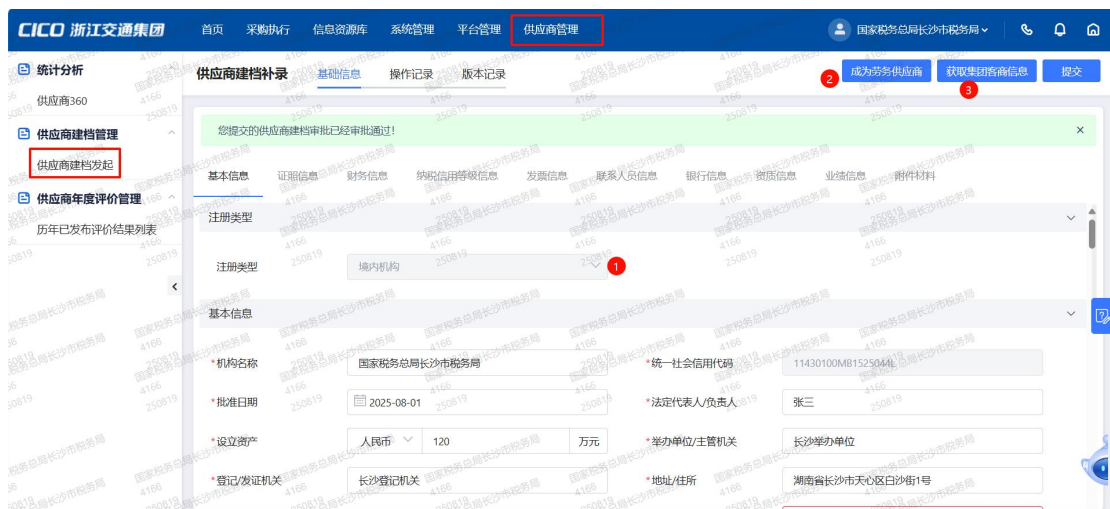 CICO 浙江交通集团 首页 采购执行 信息资源库 系统管理 平台管理 供应商管理 国家税务总局长沙市税务局
统计分析
供应商360
供应商建档管理
供应商建档发起
供应商年度评价管理
历年已发布评价结果列表
供应商建档补录 基础信息 操作记录 版本记录 2 成为劳务供应商 获取集团客商信息 3 提交
您提交的供应商建档审批已经审批通过!
基本信息 证照信息 财务信息 纳税信用等级信息 发票信息 联系人员信息 银行信息 资质信息 业绩信息 附件材料
注册类型
注册类型 境内机构 1
基本信息
*机构名称 国家税务总局长沙市税务局 *统一社会信用代码 11430100MB1525044L
*批准日期 2025-08-01 *法定代表人/负责人 张三
*设立资产 人民币 120 万元 *举办单位/主管机关 长沙举办单位
*登记/发证机关 长沙登记机关 *地址/住所 湖南省长沙市天心区白沙街1号
国家税务总局长沙市税务局
4166
250819